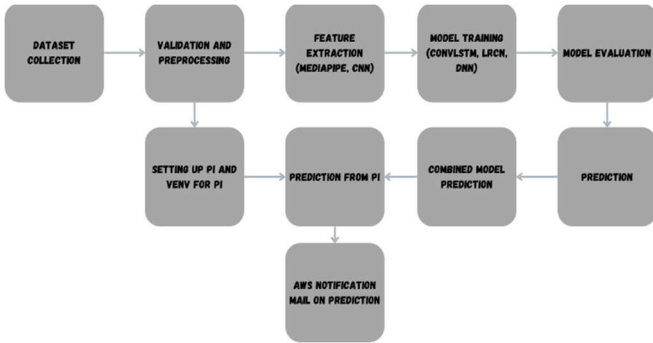 DATASET
COLLECTION
VALIDATION AND
PREPROCESSING
FEATURE
EXTRACTION
(MEDIAPIPE, CNN)
MODEL TRAINING
(CONVLSTM, LRCN,
DNN)
MODEL EVALUATION
SETTING UP PI AND
VENV FOR PI
PREDICTION FROM PI
COMBINED MODEL
PREDICTION
PREDICTION
AWS NOTIFICATION
MAIL ON PREDICTION